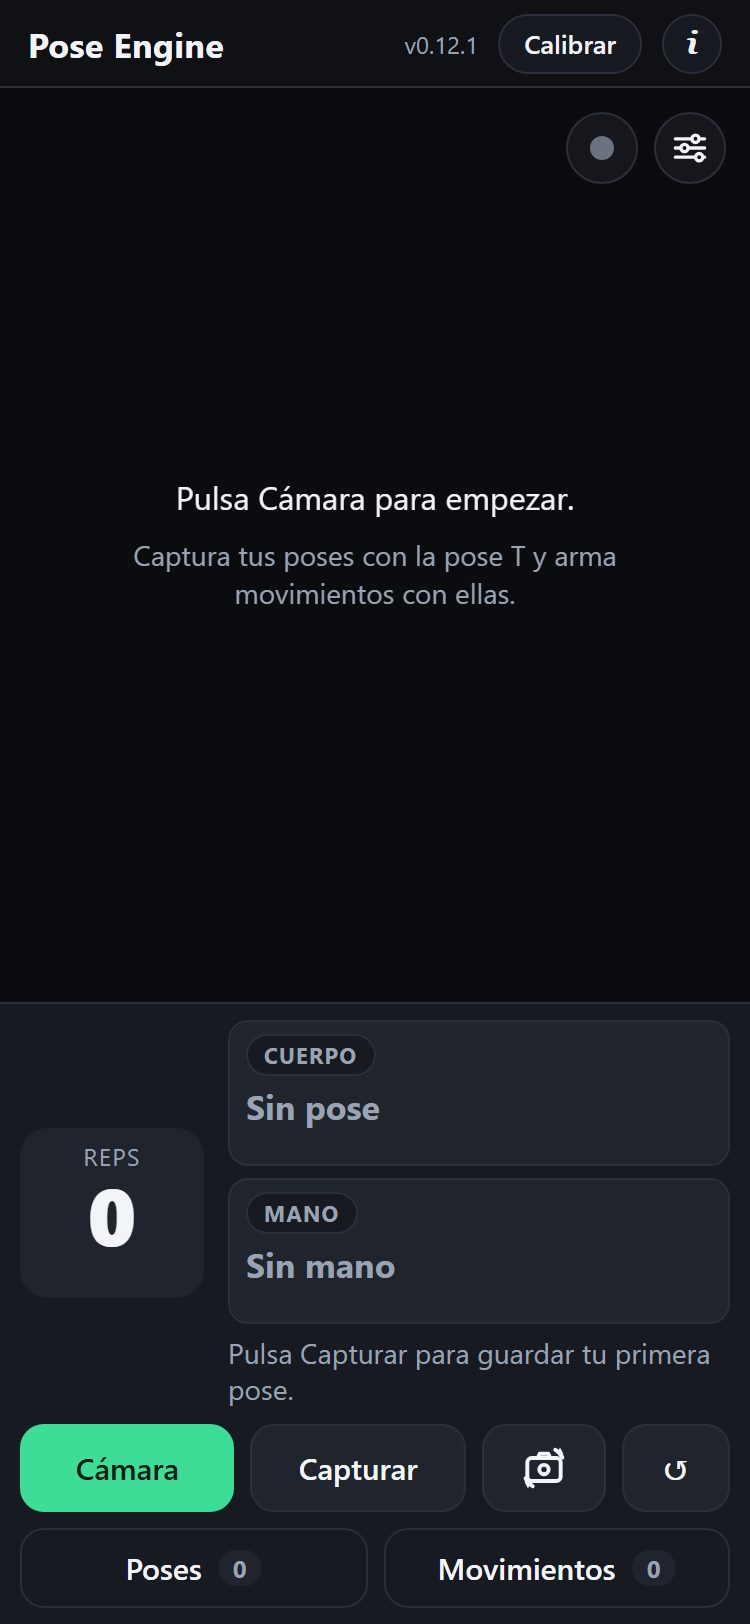 Pose Engine
v0.12.1
Calibrar
i
Pulsa Cámara para empezar.
Captura tus poses con la pose T y arma
movimientos con ellas.
REPS
0
CUERPO
Sin pose
MANO
Sin mano
Pulsa Capturar para guardar tu primera
pose.
Cámara
Capturar
↺
Poses 0
Movimientos 0